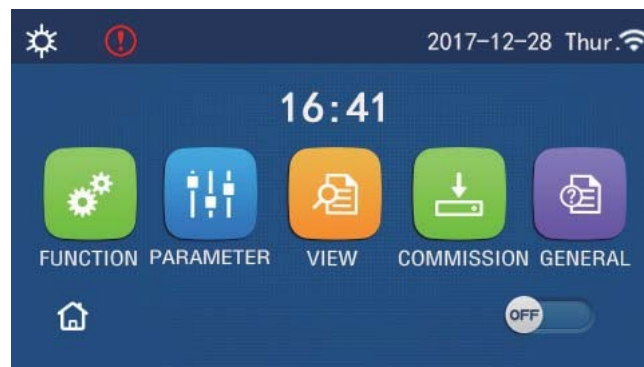 2017-12-28 Thur.
16:41
FUNCTION PARAMETER VIEW COMMISSION GENERAL
OFF